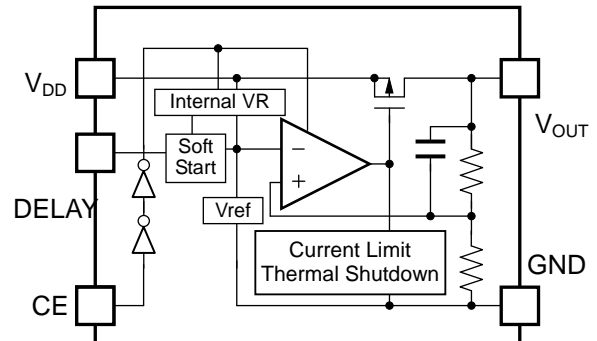 VDD
Internal VR
VOUT
Soft
Start
−
+
DELAY
Vref
Current Limit
Thermal Shutdown
GND
CE